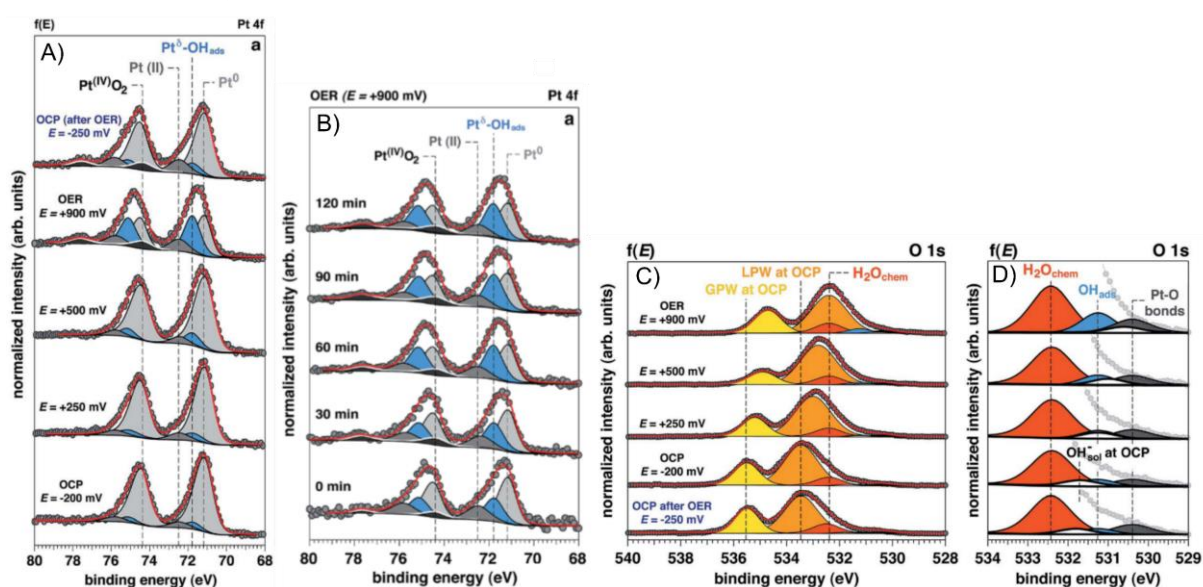 f(E) Pt 4f
A) a
Pt^δ-OH_ads
Pt (II)
Pt^(IV)O_2 Pt^0
OCP (after OER)
E = -250 mV
OER
E = +900 mV
E = +500 mV
E = +250 mV
OCP
E = -200 mV
normalized intensity (arb. units)
80 78 76 74 72 70 68
binding energy (eV)
OER (E = +900 mV) Pt 4f
B) a
Pt^δ-OH_ads
Pt (II)
Pt^(IV)O_2 Pt^0
120 min
90 min
60 min
30 min
0 min
normalized intensity (arb. units)
80 78 76 74 72 70 68
binding energy (eV)
f(E) O 1s
C) LPW at OCP H_2O_chem
GPW at OCP
OER
E = +900 mV
E = +500 mV
E = +250 mV
OCP
E = -200 mV
OCP after OER
E = -250 mV
normalized intensity (arb. units)
540 538 536 534 532 530 528
binding energy (eV)
f(E) O 1s
D)
H_2O_chem
OH_ads
Pt-O
bonds
OH^-_sol at OCP
normalized intensity (arb. units)
534 533 532 531 530 529
binding energy (eV)